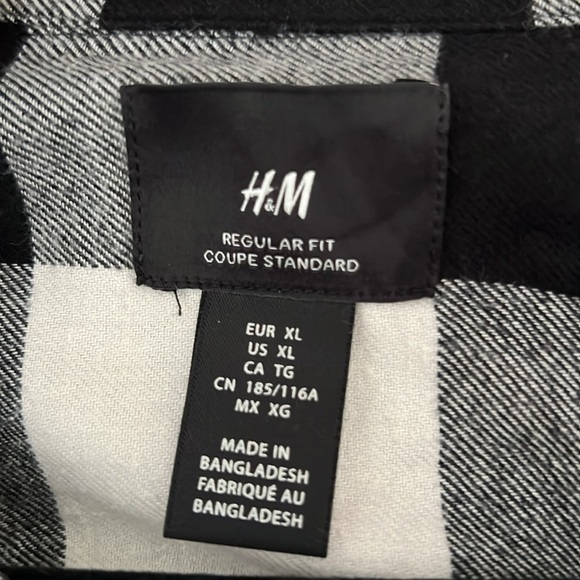 H&M
REGULAR FIT
COUPE STANDARD
EUR XL
US XL
CA TG
CN 185/116A
MX XG
MADE IN
BANGLADESH
FABRIQUÉ AU
BANGLADESH